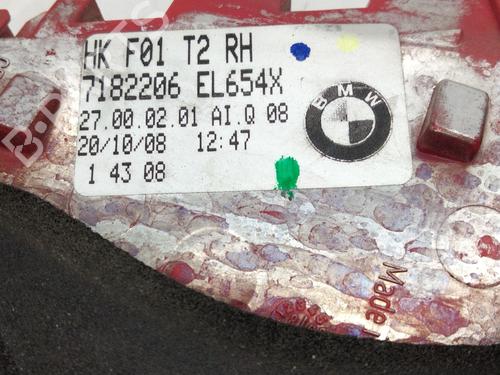 HK F01 T2 RH
7182206 EL654X
27.00.02.01 AI.Q 08
20/10/08 12:47
1 43 08
BMW
Made